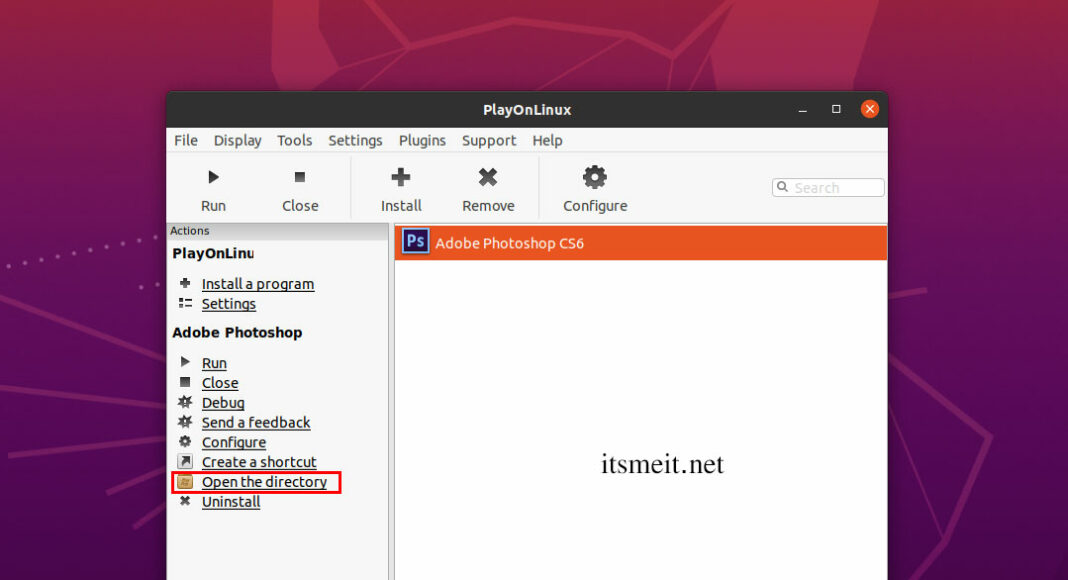 PlayOnLinux
File Display Tools Settings Plugins Support Help
Run Close Install Remove Configure Search
Actions
PlayOnLinu
Install a program
Settings
Adobe Photoshop
Run
Close
Debug
Send a feedback
Configure
Create a shortcut
Open the directory
Uninstall
Ps Adobe Photoshop CS6
itsmeit.net